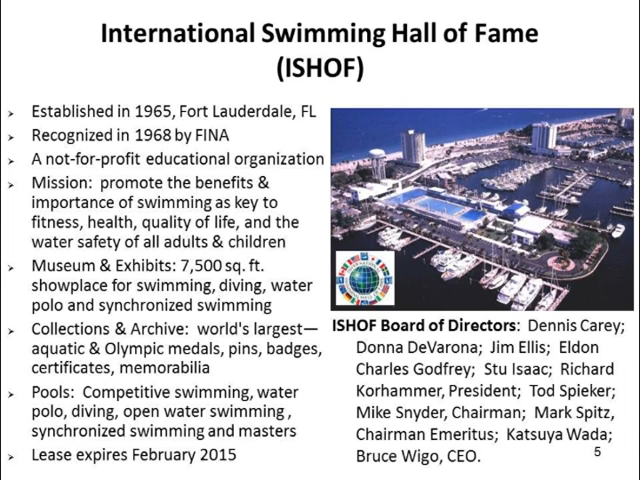 International Swimming Hall of Fame
(ISHOF)
➢ Established in 1965, Fort Lauderdale, FL
➢ Recognized in 1968 by FINA
➢ A not-for-profit educational organization
➢ Mission: promote the benefits &
importance of swimming as key to
fitness, health, quality of life, and the
water safety of all adults & children
➢ Museum & Exhibits: 7,500 sq. ft.
showplace for swimming, diving, water
polo and synchronized swimming
➢ Collections & Archive: world's largest—
aquatic & Olympic medals, pins, badges,
certificates, memorabilia
➢ Pools: Competitive swimming, water
polo, diving, open water swimming ,
synchronized swimming and masters
➢ Lease expires February 2015
ISHOF Board of Directors: Dennis Carey;
Donna DeVarona; Jim Ellis; Eldon
Charles Godfrey; Stu Isaac; Richard
Korhammer, President; Tod Spieker;
Mike Snyder, Chairman; Mark Spitz,
Chairman Emeritus; Katsuya Wada;
Bruce Wigo, CEO.
5